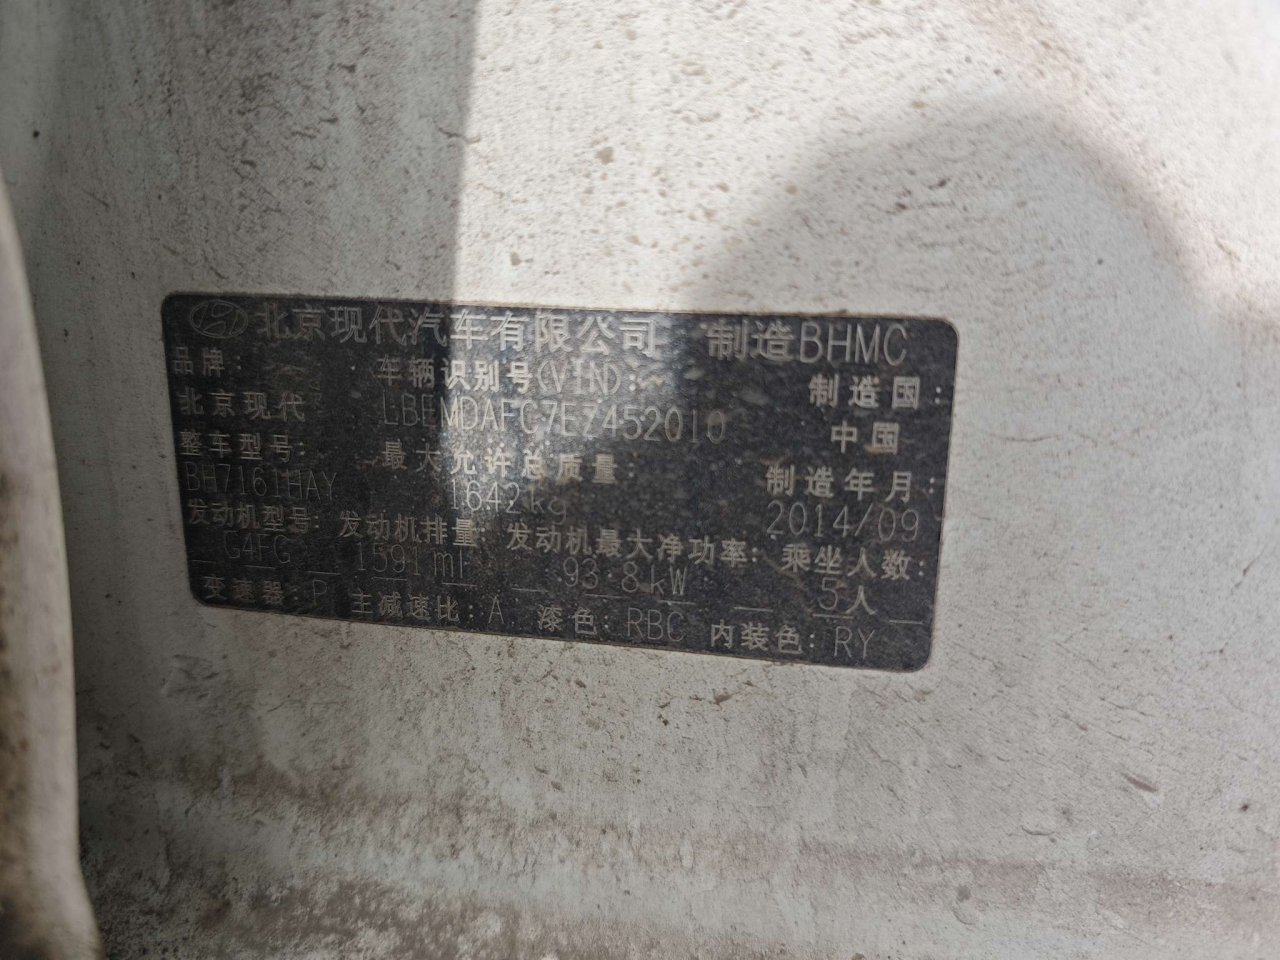 北京现代汽车有限公司 制造BHMC
品牌: 车辆识别号(VIN): 制造国:
北京现代 LBEMDAFC7EZ452010 中国
整车型号: 最大允许总质量: 制造年月:
BH7161HAY 1642kg 2014/09
发动机型号: 发动机排量: 发动机最大净功率: 乘坐人数:
G4FG 1591ml 93.8kW 5人
变速器: P 主减速比: A 漆色: RBC 内装色: RY